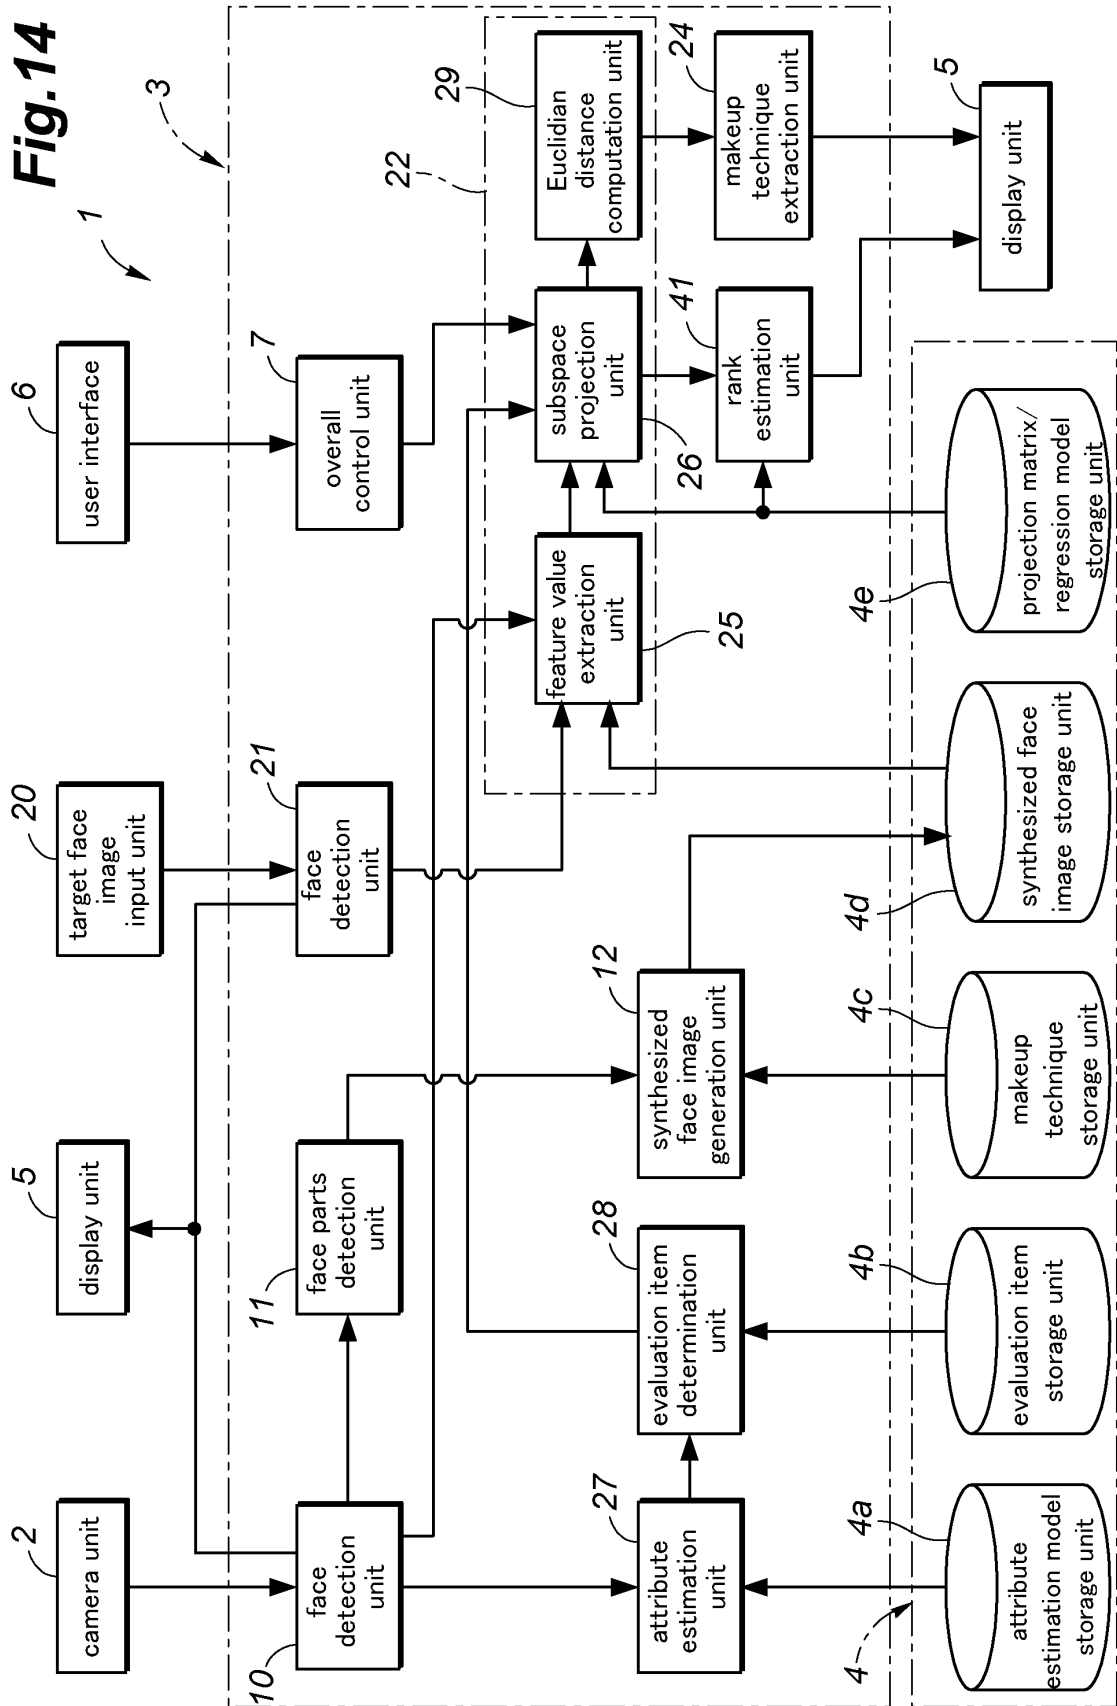 Fig.14
1
3
2
camera unit
5
display unit
20
target face
image
input unit
6
user interface
10
face
detection
unit
11
face parts
detection
unit
21
face
detection
unit
7
overall
control unit
22
25
feature value
extraction
unit
26
subspace
projection
unit
29
Euclidian
distance
computation unit
27
attribute
estimation
unit
28
evaluation item
determination
unit
12
synthesized
face image
generation unit
41
rank
estimation
unit
24
makeup
technique
extraction unit
5
display unit
4
4a
attribute
estimation model
storage unit
4b
evaluation item
storage unit
4c
makeup
technique
storage unit
4d
synthesized face
image storage unit
4e
projection matrix/
regression model
storage unit